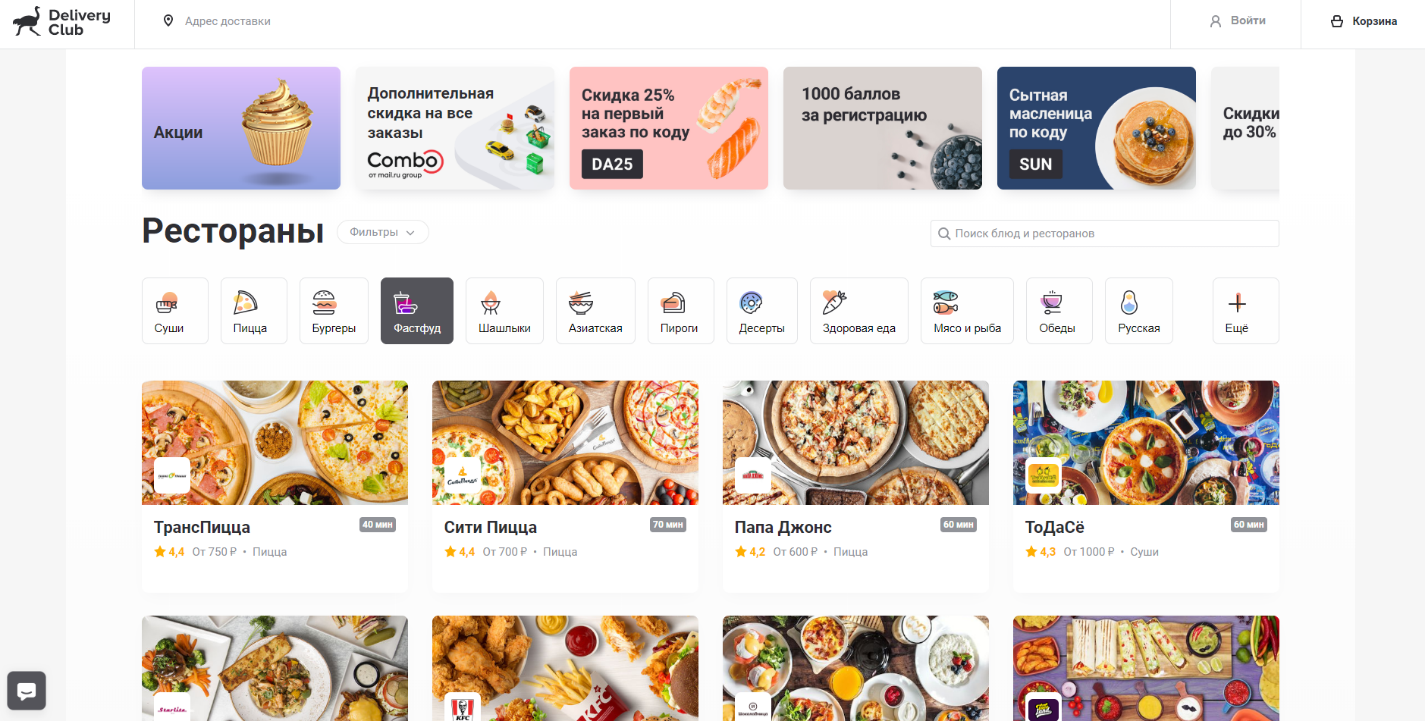 Delivery
Club
Адрес доставки
Войти
Корзина
Акции
Дополнительная
скидка на все
заказы
Combo
от mail.ru group
Скидка 25%
на первый
заказ по коду
DA25
1000 баллов
за регистрацию
Сытная
масленица
по коду
SUN
Скидки
до 30%
Рестораны
Фильтры
Поиск блюд и ресторанов
Суши
Пицца
Бургеры
Фастфуд
Шашлыки
Азиатская
Пироги
Десерты
Здоровая еда
Мясо и рыба
Обеды
Русская
Ещё
ТрансПицца
40 мин
4,4 От 750 ₽ • Пицца
Сити Пицца
70 мин
4,4 От 700 ₽ • Пицца
Папа Джонс
60 мин
4,2 От 600 ₽ • Пицца
ТоДаСё
60 мин
4,3 От 1000 ₽ • Суши
KFC
KFC